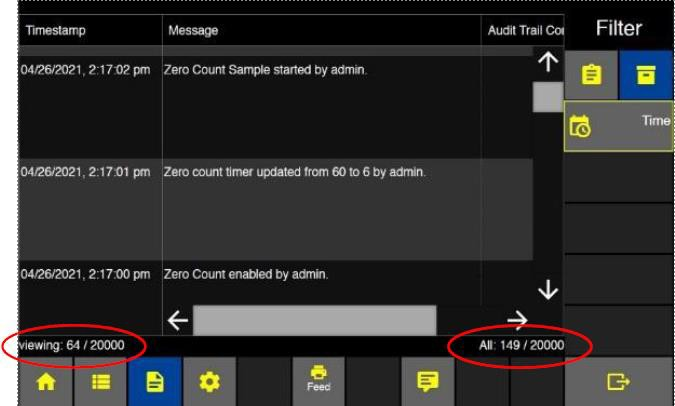 Timestamp Message Audit Trail Co
Filter
04/26/2021, 2:17:02 pm Zero Count Sample started by admin.
Time
04/26/2021, 2:17:01 pm Zero count timer updated from 60 to 6 by admin.
04/26/2021, 2:17:00 pm Zero Count enabled by admin.
viewing: 64 / 20000 All: 149 / 20000
Feed